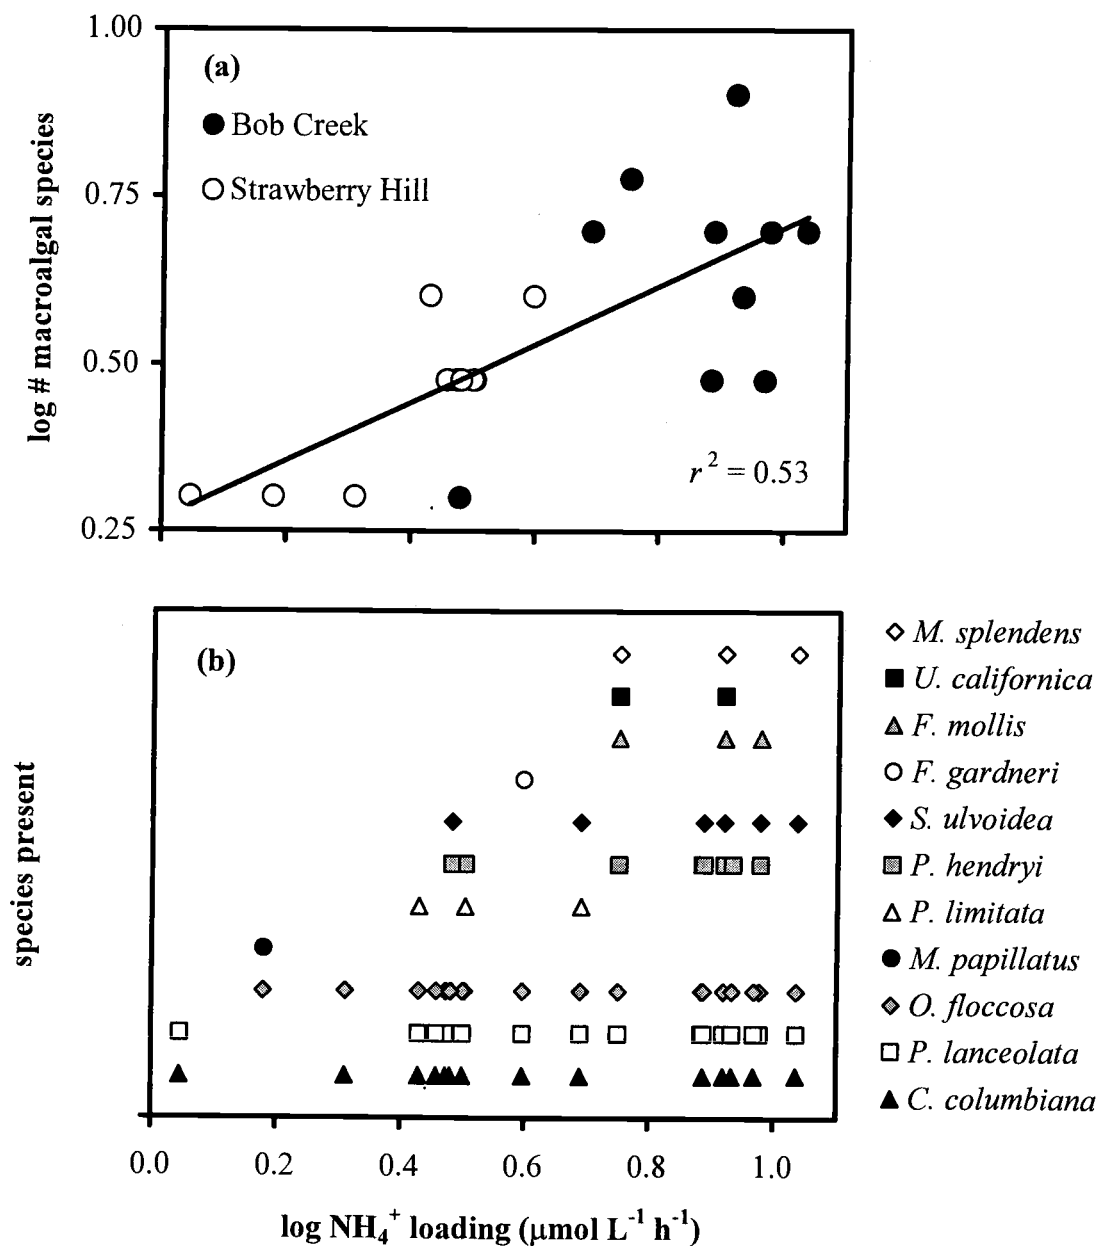 1.00
(a)
Bob Creek
Strawberry Hill
0.75
0.50
0.25
log # macroalgal species
r² = 0.53
(b)
species present
M. splendens
U. californica
F. mollis
F. gardneri
S. ulvoidea
P. hendryi
P. limitata
M. papillatus
O. floccosa
P. lanceolata
C. columbiana
0.0 0.2 0.4 0.6 0.8 1.0
log NH₄⁺ loading (µmol L⁻¹ h⁻¹)